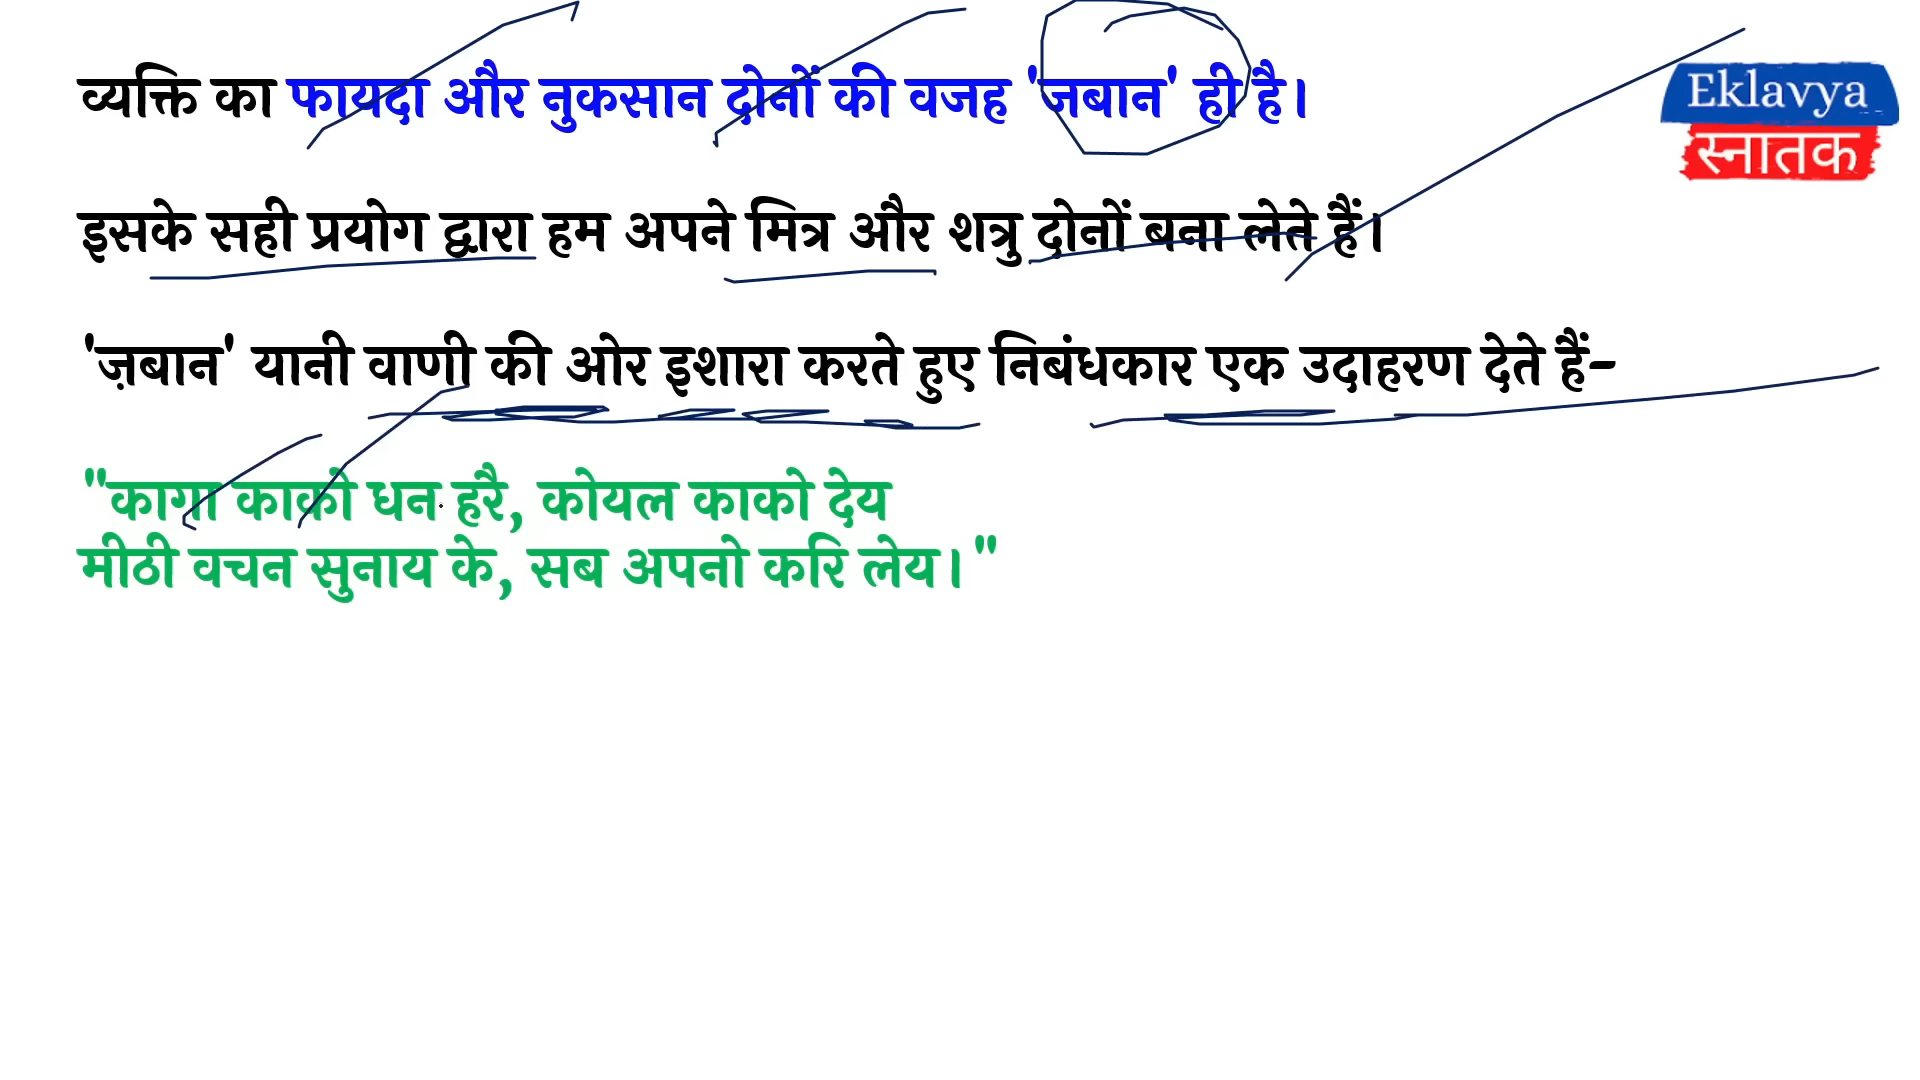 व्यक्ति का फायदा और नुकसान दोनों की वजह 'जबान' ही है।
Eklavya
स्नातक
इसके सही प्रयोग द्वारा हम अपने मित्र और शत्रु दोनों बना लेते हैं।
'ज़बान' यानी वाणी की ओर इशारा करते हुए निबंधकार एक उदाहरण देते हैं-
"कागा काको धन हरै, कोयल काको देय
मीठी वचन सुनाय के, सब अपनो करि लेय।"